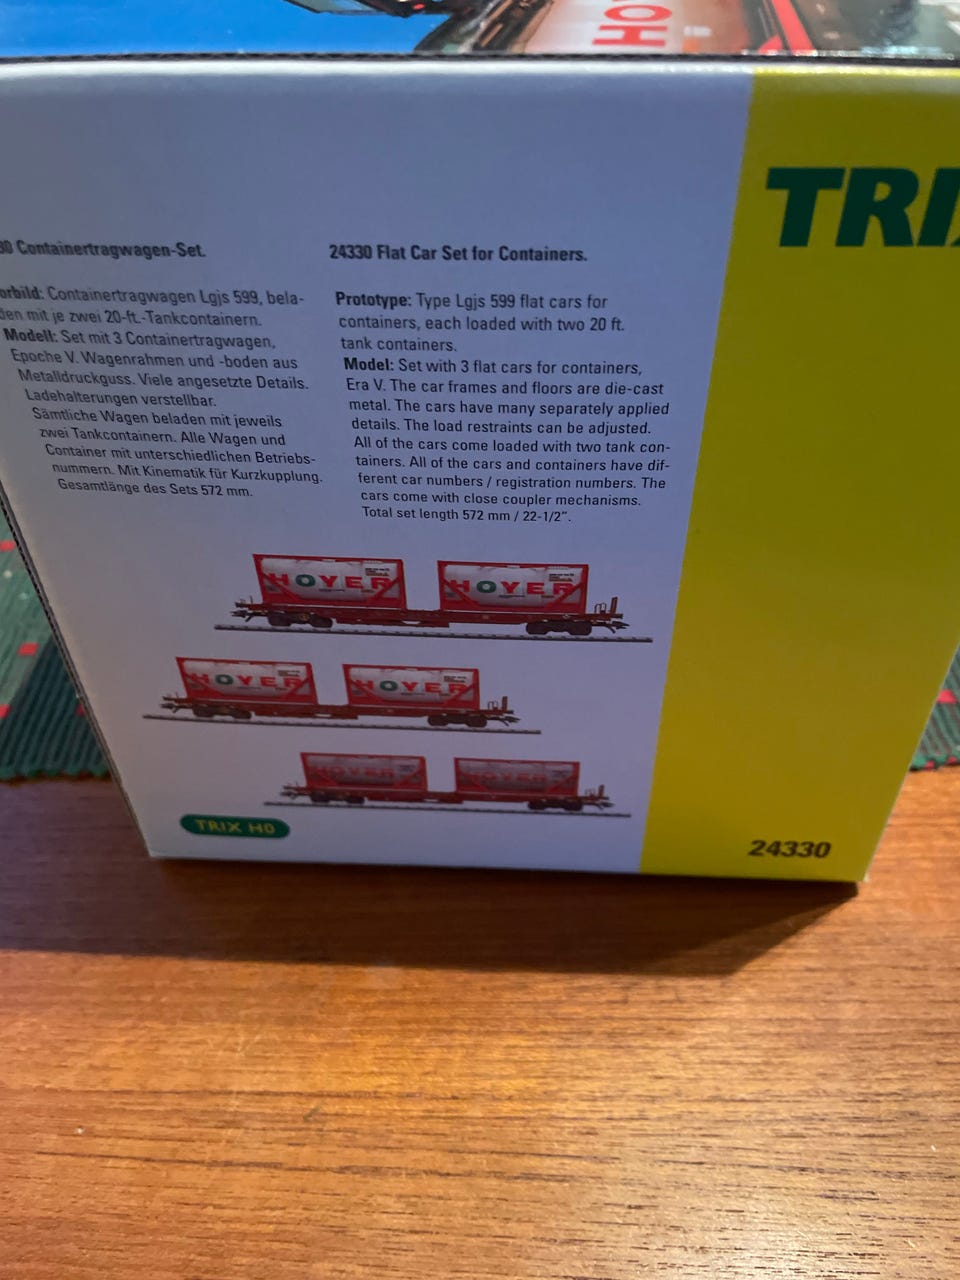 HOY
TRI
0 Containertragwagen-Set.
orbild: Containertragwagen Lgjs 599, bela-
den mit je zwei 20-ft.-Tankcontainern.
Modell: Set mit 3 Containertragwagen,
Epoche V. Wagenrahmen und -boden aus
Metalldruckguss. Viele angesetzte Details.
Ladehalterungen verstellbar.
Sämtliche Wagen beladen mit jeweils
zwei Tankcontainern. Alle Wagen und
Container mit unterschiedlichen Betriebs-
nummern. Mit Kinematik für Kurzkupplung.
Gesamtlänge des Sets 572 mm.
24330 Flat Car Set for Containers.
Prototype: Type Lgjs 599 flat cars for
containers, each loaded with two 20 ft.
tank containers.
Model: Set with 3 flat cars for containers,
Era V. The car frames and floors are die-cast
metal. The cars have many separately applied
details. The load restraints can be adjusted.
All of the cars come loaded with two tank con-
tainers. All of the cars and containers have dif-
ferent car numbers / registration numbers. The
cars come with close coupler mechanisms.
Total set length 572 mm / 22-1/2".
HOYER HOYER
HOYER HOYER
HOYER HOYER
TRIX H0
24330